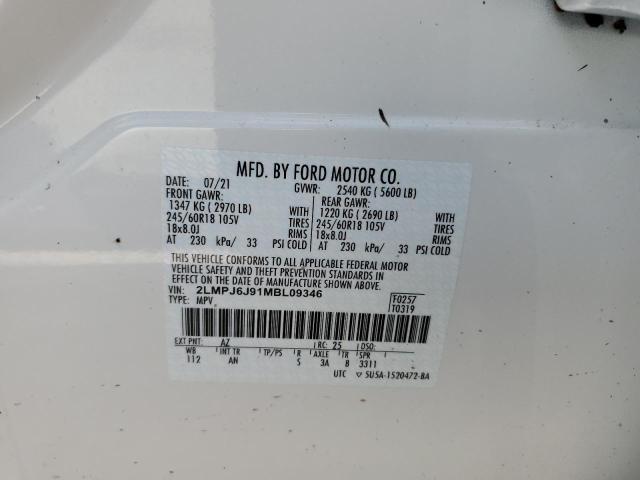 MFD. BY FORD MOTOR CO.
DATE: 07/21 GVWR: 2540 KG ( 5600 LB)
FRONT GAWR: REAR GAWR:
1347 KG ( 2970 LB) 1220 KG ( 2690 LB)
245/60R18 105V TIRES 245/60R18 105V TIRES
18x8.0J RIMS 18x8.0J RIMS
AT 230 kPa/ 33 PSI COLD AT 230 kPa/ 33 PSI COLD
THIS VEHICLE CONFORMS TO ALL APPLICABLE FEDERAL MOTOR
VEHICLE SAFETY AND THEFT PREVENTION STANDARDS IN
EFFECT ON THE DATE OF MANUFACTURE SHOWN ABOVE.
VIN: 2LMPJ6J91MBL09346 F0257
TYPE: MPV T0319
EXT PNT: AZ RC: 25 DSO:
WB INT TR TP/PS R AXLE TR SPR
112 AN S 3A 8 3311
UTC 5U5A-1520472-BA